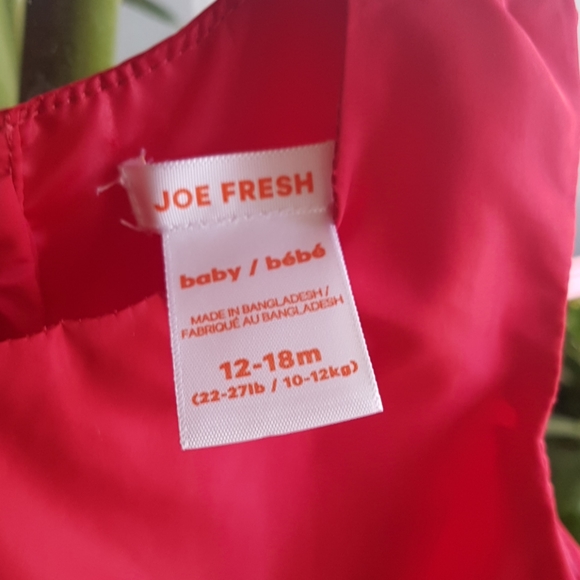 JOE FRESH
baby / bébé
MADE IN BANGLADESH /
FABRIQUÉ AU BANGLADESH
12-18m
(22-27lb / 10-12kg)